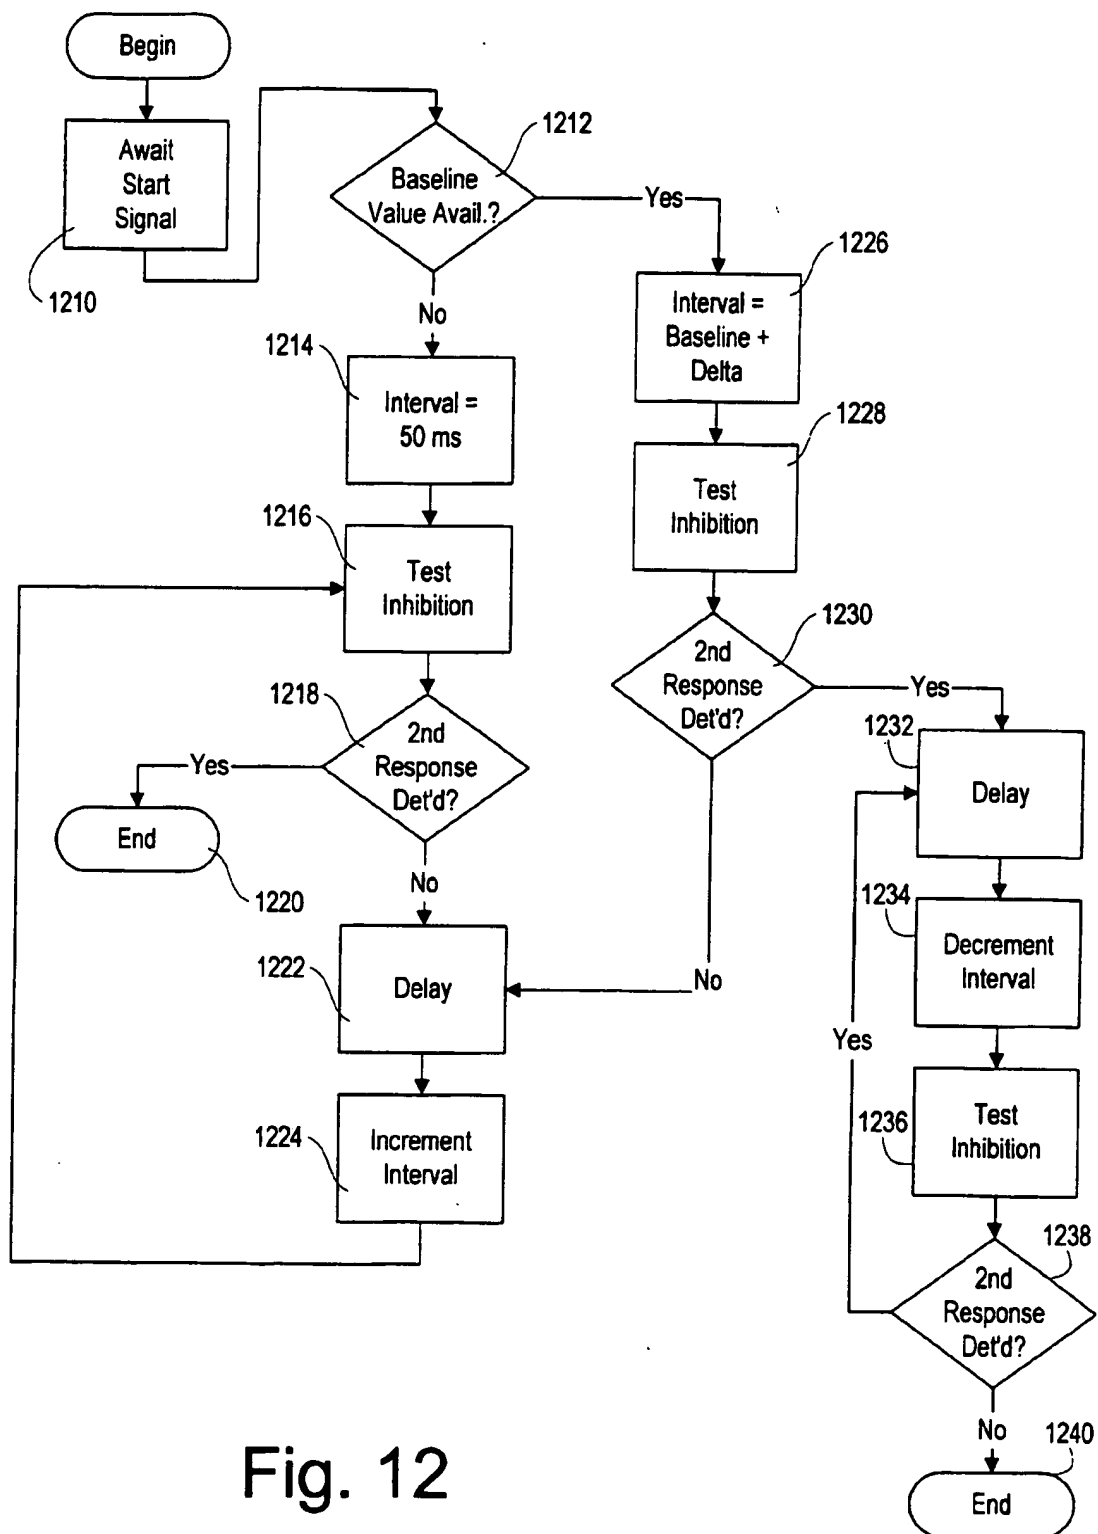 Begin
Await
Start
Signal
1210
Baseline
Value Avail.?
1212
Yes
No
1214
Interval =
50 ms
1216
Test
Inhibition
1218
2nd
Response
Det'd?
Yes
End
1220
No
1222
Delay
1224
Increment
Interval
1226
Interval =
Baseline +
Delta
1228
Test
Inhibition
1230
2nd
Response
Det'd?
No
Yes
1232
Delay
1234
Decrement
Interval
1236
Test
Inhibition
1238
2nd
Response
Det'd?
Yes
No
1240
End
Fig. 12